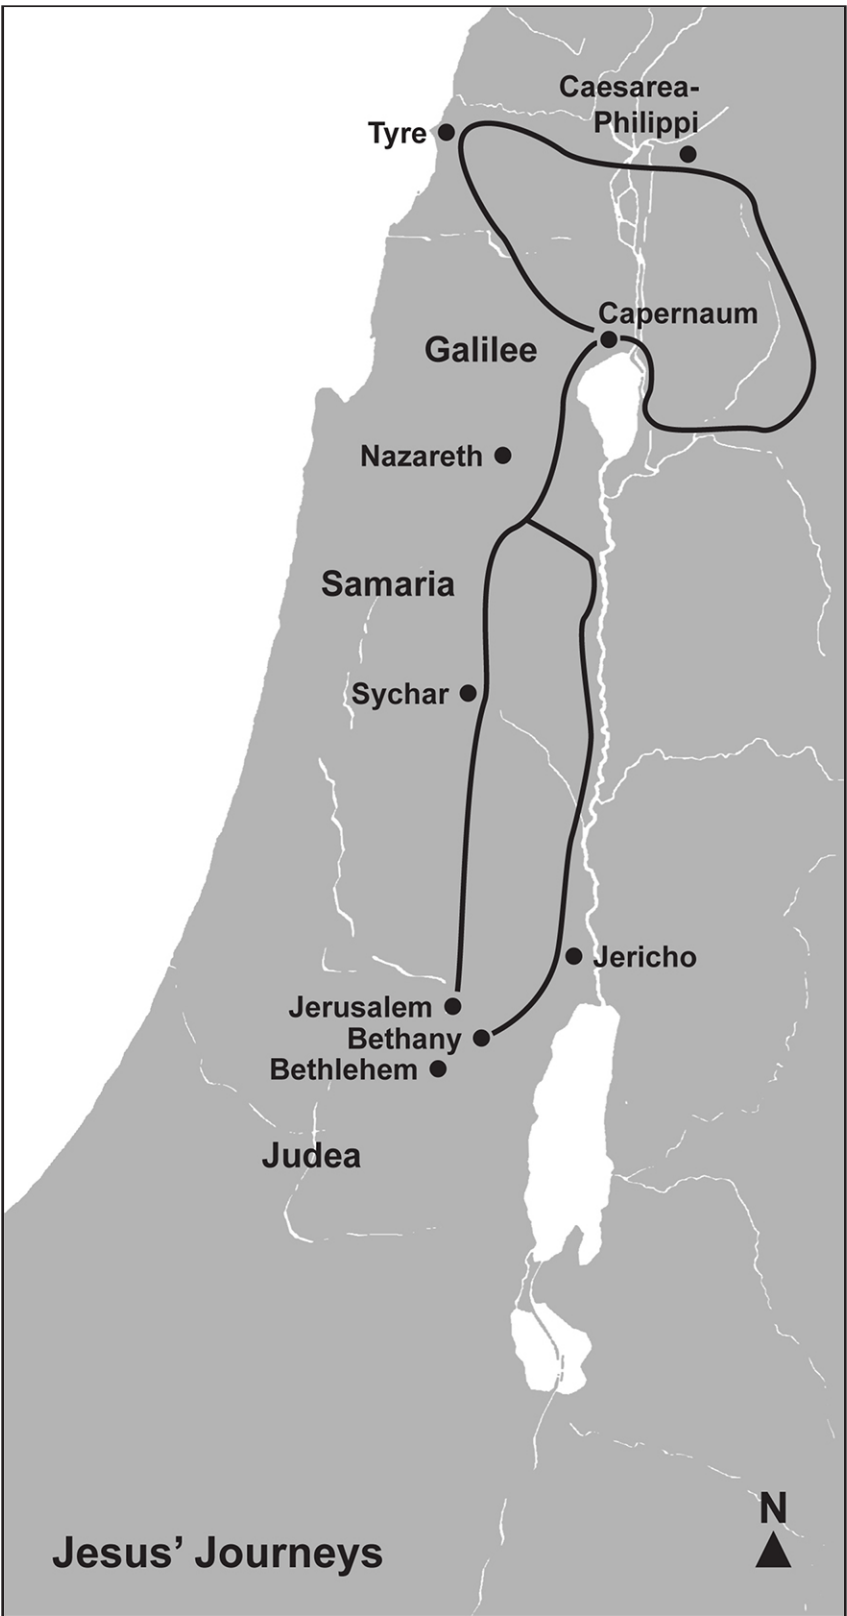 Caesarea-
Philippi
Tyre
Capernaum
Galilee
Nazareth
Samaria
Sychar
Jericho
Jerusalem
Bethany
Bethlehem
Judea
N
Jesus’ Journeys